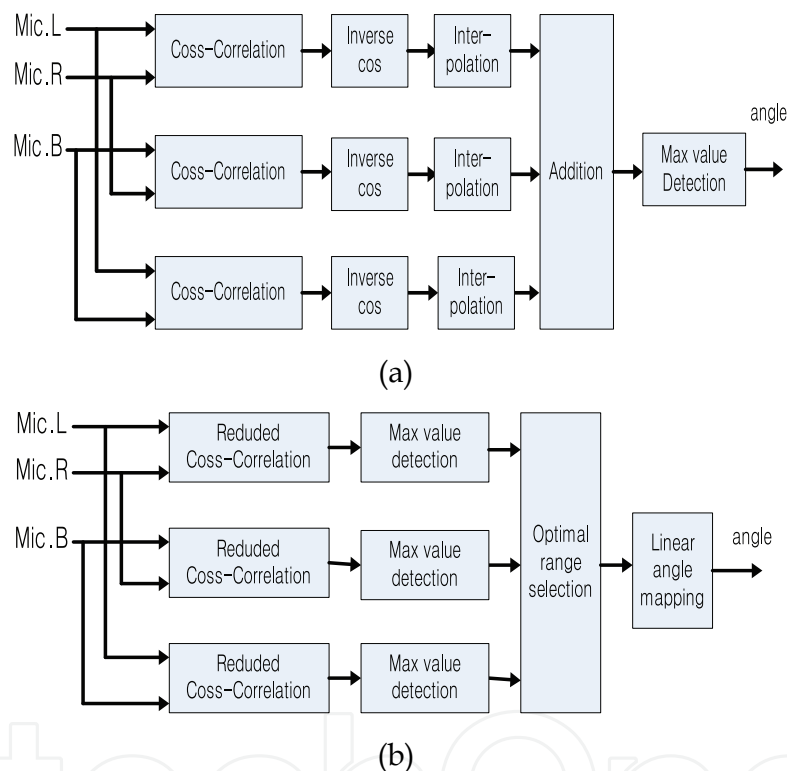 Mic.L
Mic.R
Mic.B
Coss-Correlation
Inverse
cos
Inter-
polation
Coss-Correlation
Inverse
cos
Inter-
polation
Coss-Correlation
Inverse
cos
Inter-
polation
Addition
Max value
Detection
angle
(a)
Mic.L
Mic.R
Mic.B
Reduded
Coss-Correlation
Max value
detection
Reduded
Coss-Correlation
Max value
detection
Reduded
Coss-Correlation
Max value
detection
Optimal
range
selection
Linear
angle
mapping
angle
(b)